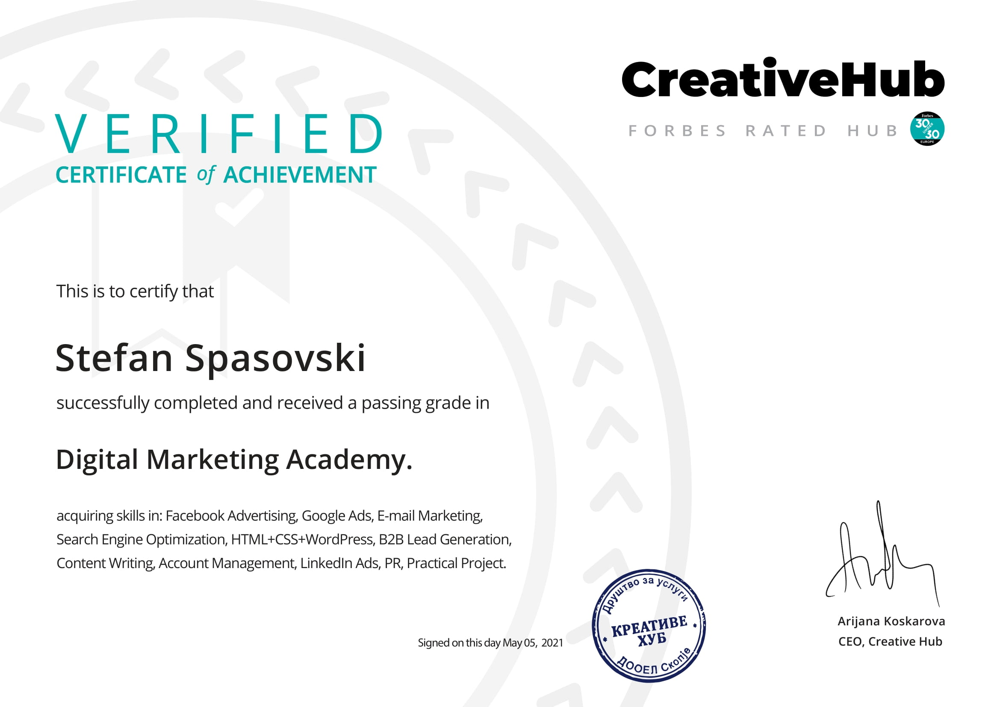 CreativeHub
FORBES RATED HUB
Forbes
30
UNDER
30
EUROPE
VERIFIED
CERTIFICATE of ACHIEVEMENT
This is to certify that
Stefan Spasovski
successfully completed and received a passing grade in
Digital Marketing Academy.
acquiring skills in: Facebook Advertising, Google Ads, E-mail Marketing,
Search Engine Optimization, HTML+CSS+WordPress, B2B Lead Generation,
Content Writing, Account Management, LinkedIn Ads, PR, Practical Project.
Signed on this day May 05, 2021
Друштво за услуги
КРЕАТИВЕ
ХУБ
ДООЕЛ Скопје
Arijana Koskarova
CEO, Creative Hub